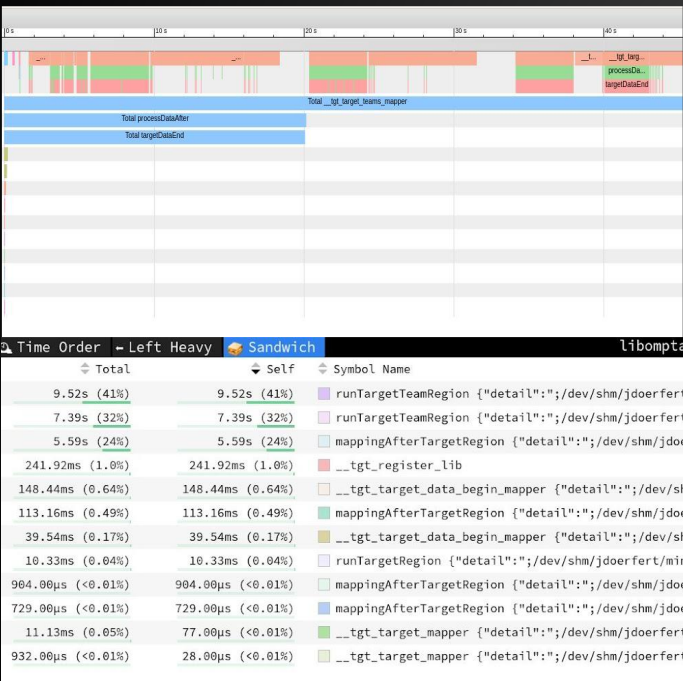 0 s 10 s 20 s 30 s 40 s
_... _... __t... __tgt_targ...
processDa...
targetDataEnd
Total __tgt_target_teams_mapper
Total processDataAfter
Total targetDataEnd
Time Order Left Heavy Sandwich libompta
Total Self Symbol Name
9.52s (41%) 9.52s (41%) runTargetTeamRegion {"detail":";/dev/shm/jdoerfert
7.39s (32%) 7.39s (32%) runTargetTeamRegion {"detail":";/dev/shm/jdoerfert
5.59s (24%) 5.59s (24%) mappingAfterTargetRegion {"detail":";/dev/shm/jdoe
241.92ms (1.0%) 241.92ms (1.0%) __tgt_register_lib
148.44ms (0.64%) 148.44ms (0.64%) __tgt_target_data_begin_mapper {"detail":";/dev/sh
113.16ms (0.49%) 113.16ms (0.49%) mappingAfterTargetRegion {"detail":";/dev/shm/jdoe
39.54ms (0.17%) 39.54ms (0.17%) __tgt_target_data_begin_mapper {"detail":";/dev/sh
10.33ms (0.04%) 10.33ms (0.04%) runTargetRegion {"detail":";/dev/shm/jdoerfert/min
904.00µs (<0.01%) 904.00µs (<0.01%) mappingAfterTargetRegion {"detail":";/dev/shm/jdoe
729.00µs (<0.01%) 729.00µs (<0.01%) mappingAfterTargetRegion {"detail":";/dev/shm/jdoe
11.13ms (0.05%) 77.00µs (<0.01%) __tgt_target_mapper {"detail":";/dev/shm/jdoerfert
932.00µs (<0.01%) 28.00µs (<0.01%) __tgt_target_mapper {"detail":";/dev/shm/jdoerfert